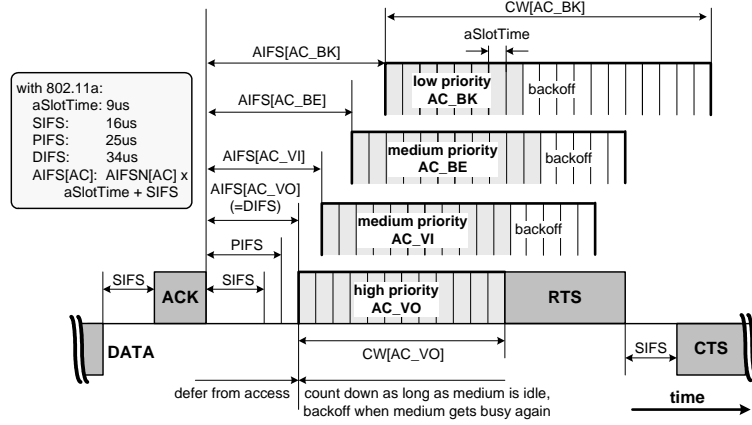 CW[AC_BK]
aSlotTime
AIFS[AC_BK]
low priority
AC_BK
backoff
with 802.11a:
aSlotTime: 9us
SIFS: 16us
PIFS: 25us
DIFS: 34us
AIFS[AC]: AIFSN[AC] x
aSlotTime + SIFS
AIFS[AC_BE]
medium priority
AC_BE
backoff
AIFS[AC_VI]
medium priority
AC_VI
backoff
AIFS[AC_VO]
(=DIFS)
PIFS
SIFS
ACK
SIFS
high priority
AC_VO
RTS
DATA
CW[AC_VO]
SIFS
CTS
defer from access
count down as long as medium is idle,
backoff when medium gets busy again
time